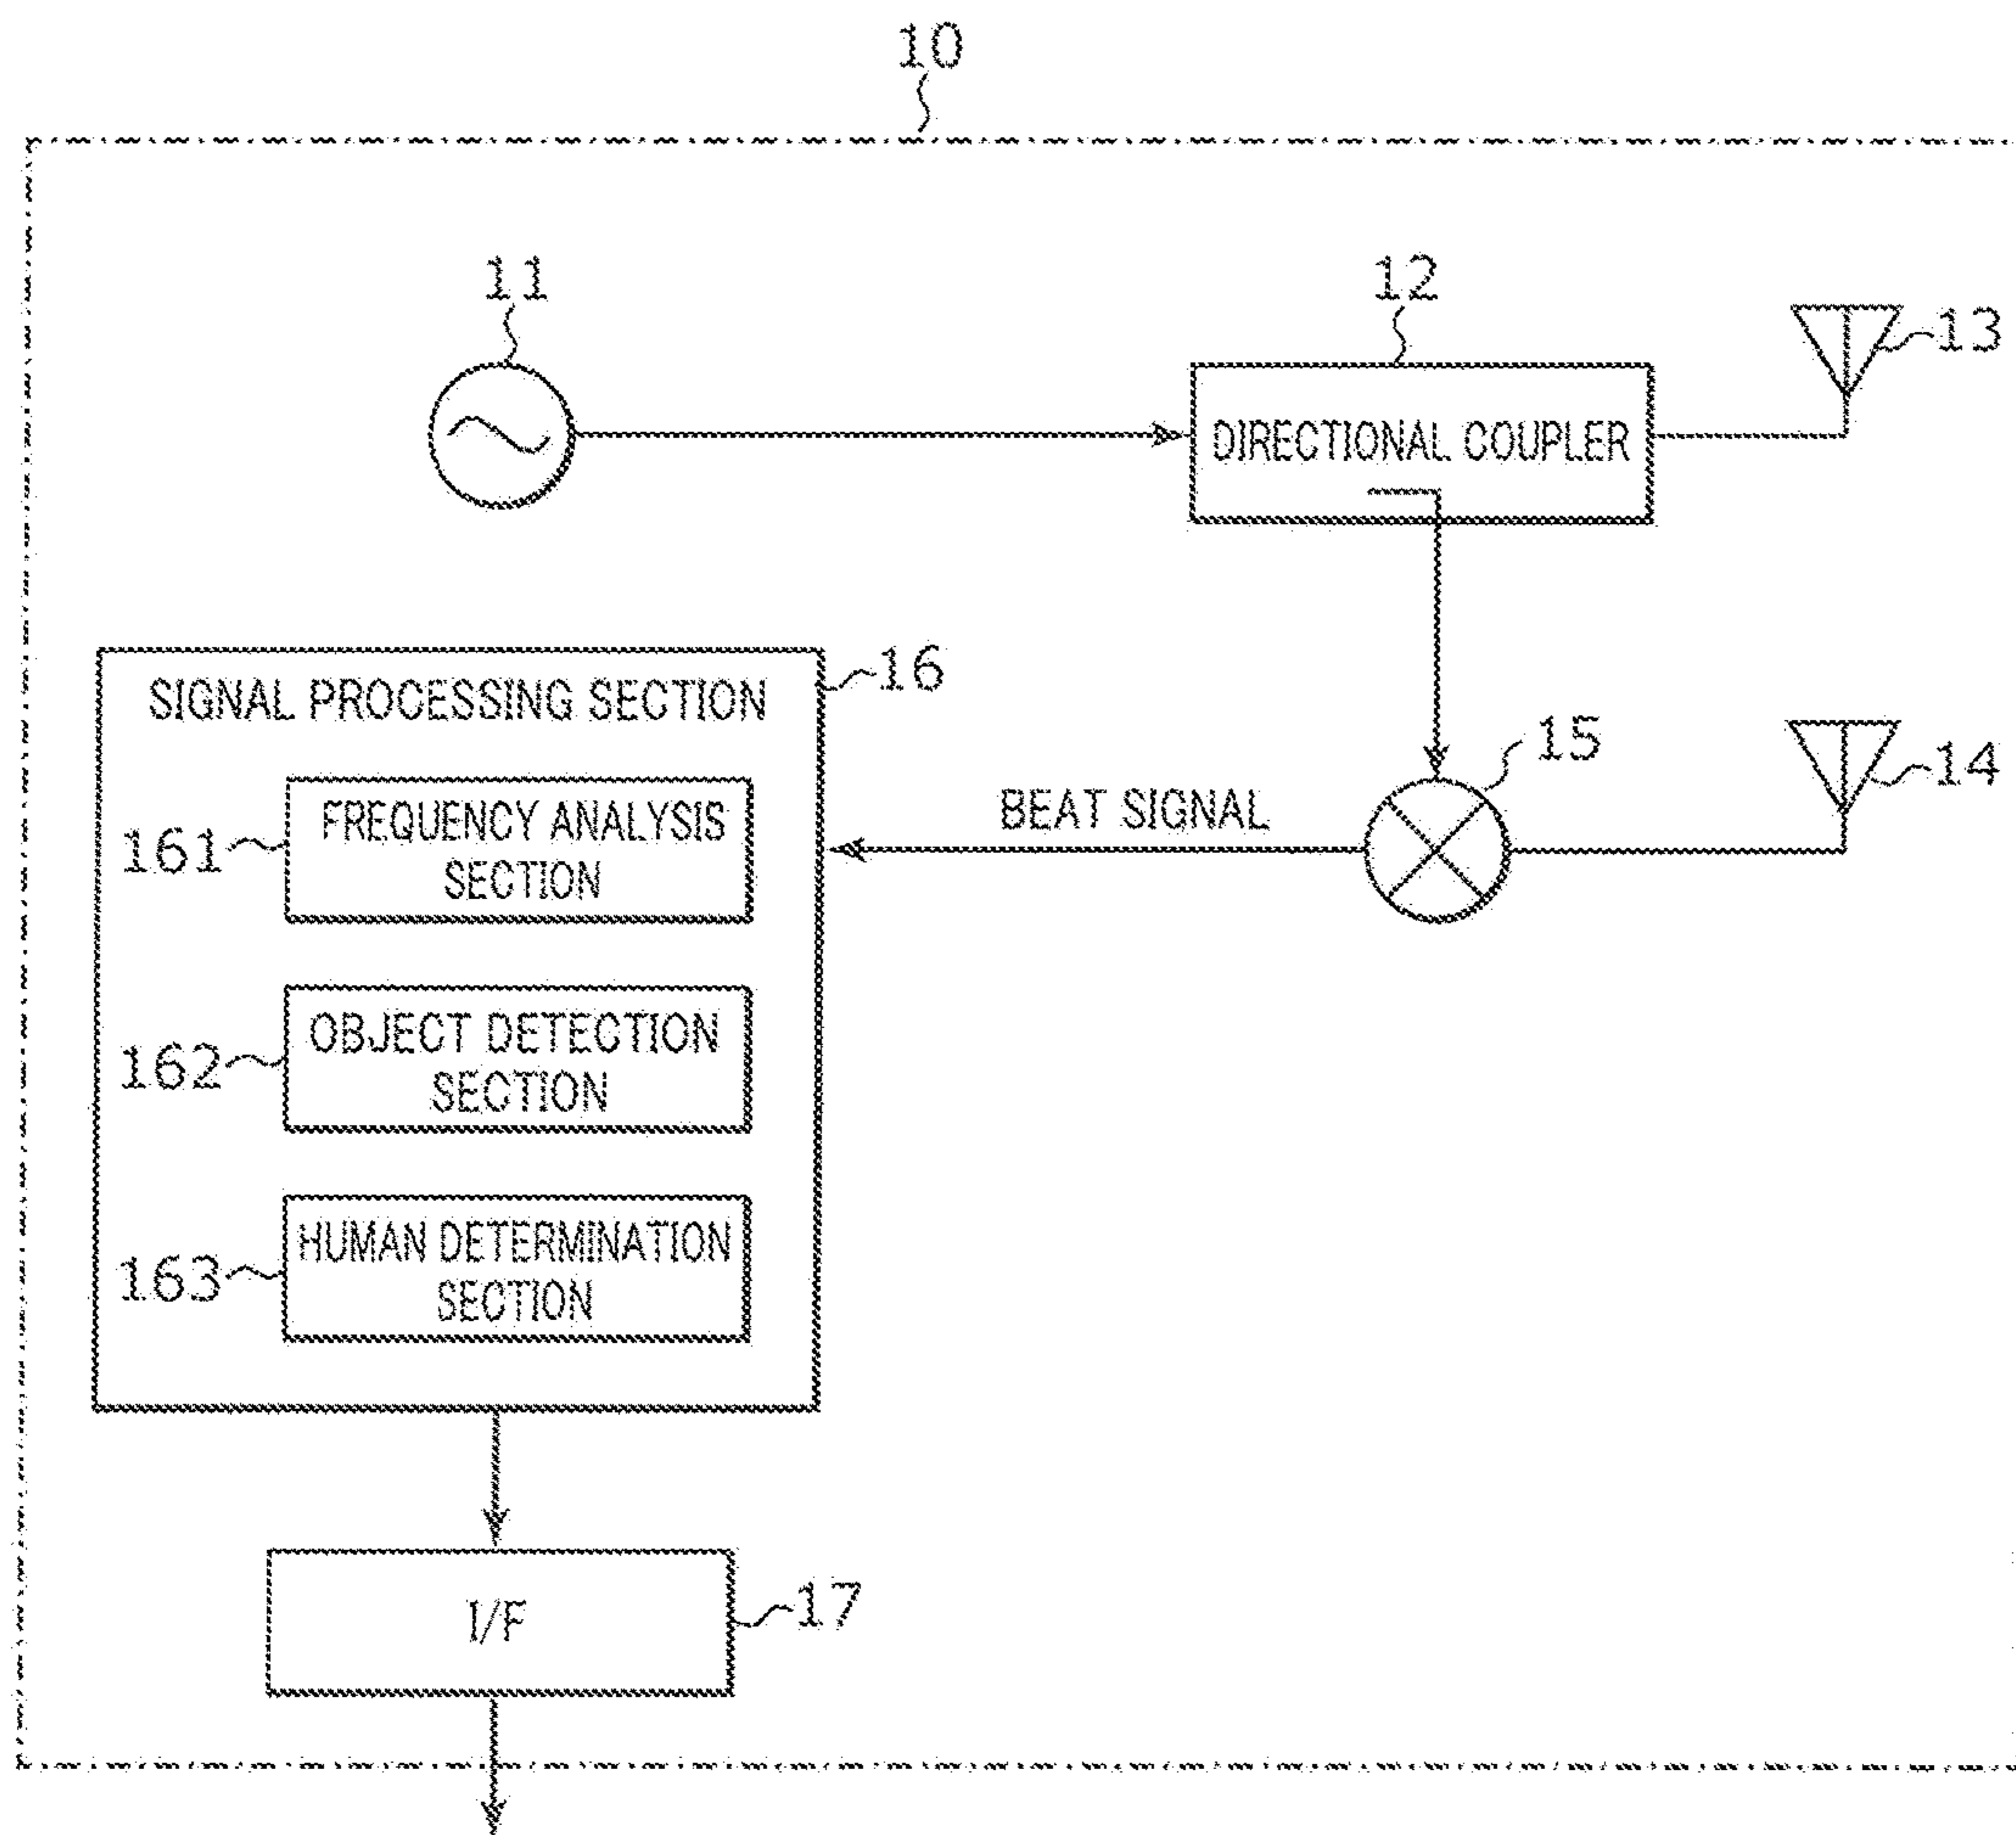 10
11
12
13
DIRECTIONAL COUPLER
16
SIGNAL PROCESSING SECTION
15
14
BEAT SIGNAL
161
FREQUENCY ANALYSIS
SECTION
162
OBJECT DETECTION
SECTION
163
HUMAN DETERMINATION
SECTION
I/F
17